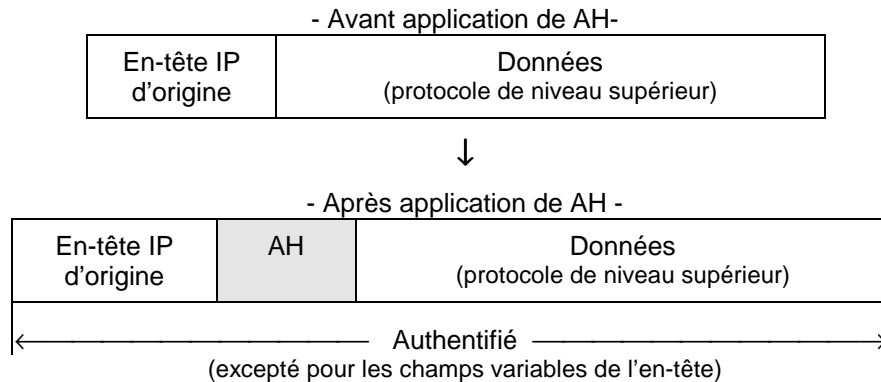 - Avant application de AH-
En-tête IP
d'origine
Données
(protocole de niveau supérieur)
- Après application de AH -
En-tête IP
d'origine
AH
Données
(protocole de niveau supérieur)
Authentifié
(excepté pour les champs variables de l'en-tête)